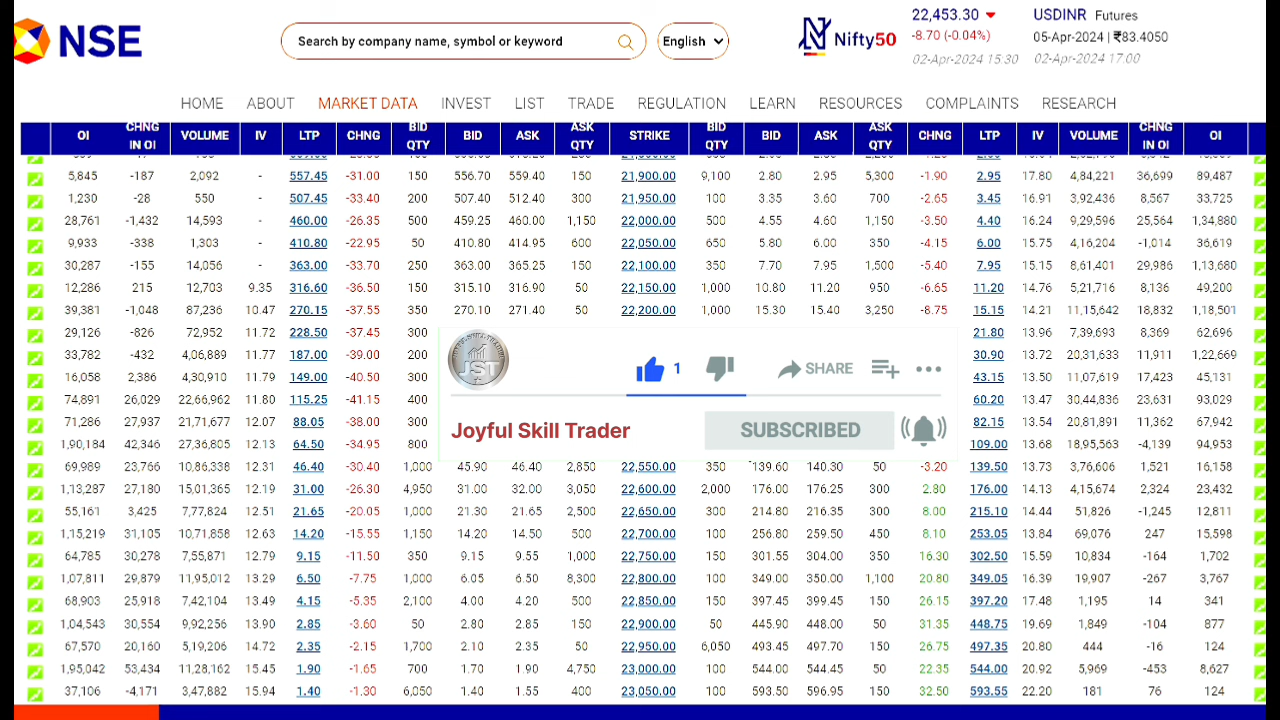 NSE
Search by company name, symbol or keyword
English
Nifty50
22,453.30
-8.70 (-0.04%)
02-Apr-2024 15:30
USDINR Futures
05-Apr-2024 | ₹83.4050
02-Apr-2024 17:00
HOME ABOUT MARKET DATA INVEST LIST TRADE REGULATION LEARN RESOURCES COMPLAINTS RESEARCH
OI CHNG IN OI VOLUME IV LTP CHNG BID QTY BID ASK ASK QTY STRIKE BID QTY BID ASK ASK QTY CHNG LTP IV VOLUME CHNG IN OI OI
5,845 -187 2,092 - 557.45 -31.00 150 556.70 559.40 150 21,900.00 9,100 2.80 2.95 5,300 -1.90 2.95 17.80 4,84,221 36,699 89,487
1,230 -28 550 - 507.45 -33.40 200 507.40 512.40 300 21,950.00 100 3.35 3.60 700 -2.65 3.45 16.91 3,92,436 8,567 33,725
28,761 -1,432 14,593 - 460.00 -26.35 500 459.25 460.00 1,150 22,000.00 500 4.55 4.60 1,150 -3.50 4.40 16.24 9,29,596 25,564 1,34,880
9,933 -338 1,303 - 410.80 -22.95 50 410.80 414.95 600 22,050.00 650 5.80 6.00 350 -4.15 6.00 15.75 4,16,204 -1,014 36,619
30,287 -155 14,056 - 363.00 -33.70 250 363.00 365.25 150 22,100.00 350 7.70 7.95 1,500 -5.40 7.95 15.15 8,61,401 29,986 1,13,680
12,286 215 12,703 9.35 316.60 -36.50 150 315.10 316.90 50 22,150.00 1,000 10.80 11.20 950 -6.65 11.20 14.76 5,21,716 8,136 49,200
39,381 -1,048 87,236 10.47 270.15 -37.55 350 270.10 271.40 50 22,200.00 1,000 15.30 15.40 3,250 -8.75 15.15 14.21 11,15,642 18,832 1,18,501
29,126 -826 72,952 11.72 228.50 -37.45 300 21.80 13.96 7,39,693 8,369 62,696
33,782 -432 4,06,889 11.77 187.00 -39.00 200 30.90 13.72 20,31,633 11,911 1,22,669
16,058 2,386 4,30,910 11.79 149.00 -40.50 300 43.15 13.50 11,07,619 17,423 45,131
74,891 26,029 22,66,962 11.80 115.25 -41.15 400 60.20 13.47 30,44,836 23,631 93,029
71,286 27,937 21,71,677 12.07 88.05 -38.00 300 82.15 13.54 20,81,891 11,362 67,942
1,90,184 42,346 27,36,805 12.13 64.50 -34.95 800 109.00 13.68 18,95,563 -4,139 94,953
JST
1
SHARE
Joyful Skill Trader
SUBSCRIBED
69,989 23,766 10,86,338 12.31 46.40 -30.40 1,000 45.90 46.40 2,850 22,550.00 350 139.60 140.30 50 -3.20 139.50 13.73 3,76,606 1,521 16,158
1,13,287 27,180 15,01,365 12.19 31.00 -26.30 4,950 31.00 32.00 3,050 22,600.00 2,000 176.00 176.25 300 2.80 176.00 14.13 4,15,674 2,324 23,432
55,161 3,425 7,77,824 12.51 21.65 -20.05 1,000 21.30 21.65 2,500 22,650.00 300 214.80 216.35 300 8.00 215.10 14.44 51,826 -1,245 12,811
1,15,219 31,105 10,71,858 12.63 14.20 -15.55 1,150 14.20 14.50 500 22,700.00 100 256.80 259.50 450 8.10 253.05 13.84 69,076 247 15,598
64,785 30,278 7,55,871 12.79 9.15 -11.50 350 9.15 9.55 1,000 22,750.00 150 301.55 304.00 350 16.30 302.50 15.59 10,834 -164 1,702
1,07,811 29,879 11,95,012 13.29 6.50 -7.75 1,000 6.05 6.50 8,300 22,800.00 100 349.00 350.00 1,100 20.80 349.05 16.39 19,907 -267 3,767
68,903 25,918 7,42,104 13.49 4.15 -5.35 2,100 4.00 4.20 500 22,850.00 150 397.45 399.45 150 26.15 397.20 17.48 1,195 14 341
1,04,543 30,554 9,92,256 13.90 2.85 -3.60 50 2.80 2.85 150 22,900.00 50 445.90 448.00 50 31.35 448.75 19.69 1,849 -104 877
67,570 20,160 5,19,206 14.72 2.35 -2.15 1,700 2.10 2.35 50 22,950.00 6,050 493.45 497.70 150 26.45 497.35 20.80 444 -16 124
1,95,042 53,434 11,28,162 15.45 1.90 -1.65 700 1.70 1.90 4,750 23,000.00 100 544.00 544.45 50 22.35 544.00 20.92 5,969 -453 8,627
37,106 -4,171 3,47,882 15.94 1.40 -1.30 6,050 1.40 1.55 400 23,050.00 100 593.50 596.95 150 32.50 593.55 22.20 181 76 124